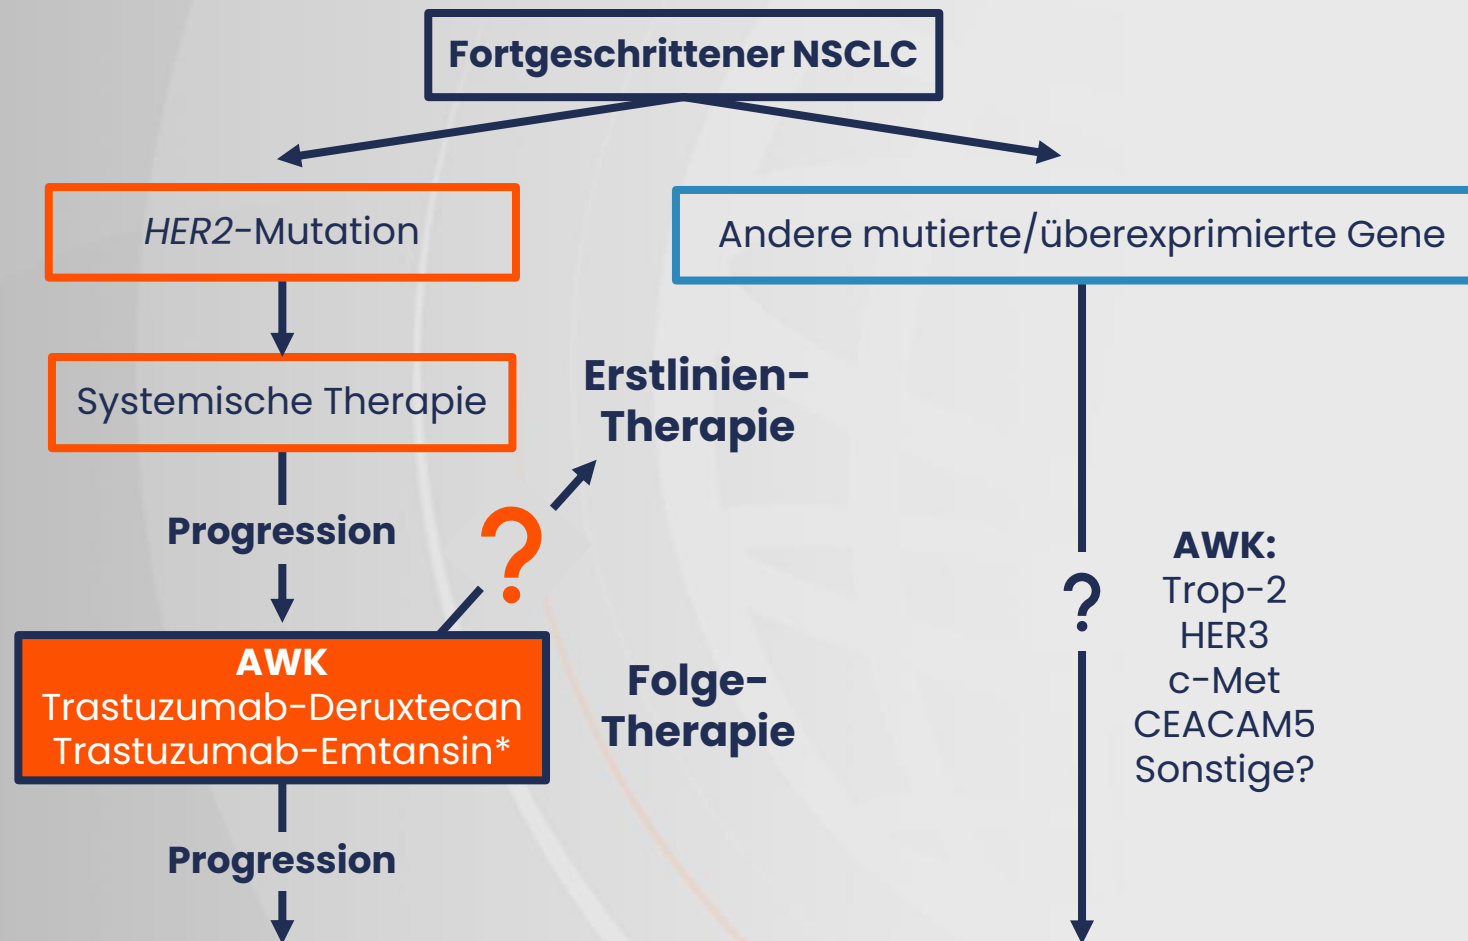 Fortgeschrittener NSCLC
HER2-Mutation
Andere mutierte/überexprimierte Gene
Systemische Therapie
Erstlinien-
Therapie
Progression
?
AWK
Trastuzumab-Deruxtecan
Trastuzumab-Emtansin*
Folge-
Therapie
Progression
?
AWK:
Trop-2
HER3
c-Met
CEACAM5
Sonstige?